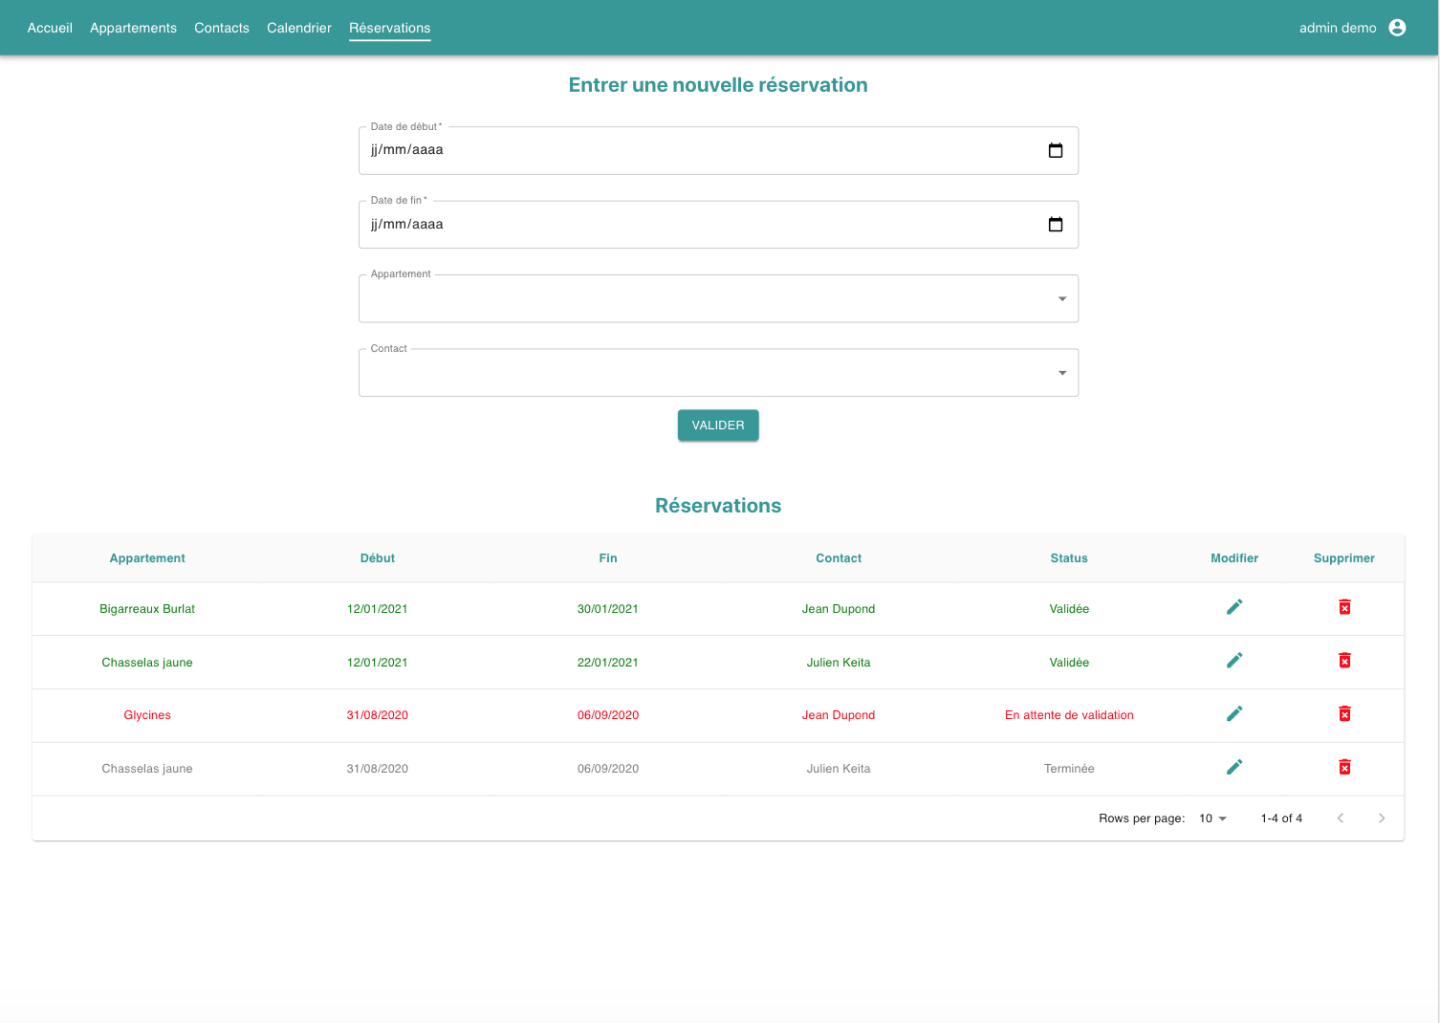 Accueil Appartements Contacts Calendrier Réservations admin demo
Entrer une nouvelle réservation
Date de début *
jj/mm/aaaa
Date de fin *
jj/mm/aaaa
Appartement
Contact
VALIDER
Réservations
Appartement Début Fin Contact Status Modifier Supprimer
Bigarreaux Burlat 12/01/2021 30/01/2021 Jean Dupond Validée
Chasselas jaune 12/01/2021 22/01/2021 Julien Keita Validée
Glycines 31/08/2020 06/09/2020 Jean Dupond En attente de validation
Chasselas jaune 31/08/2020 06/09/2020 Julien Keita Terminée
Rows per page: 10 1-4 of 4